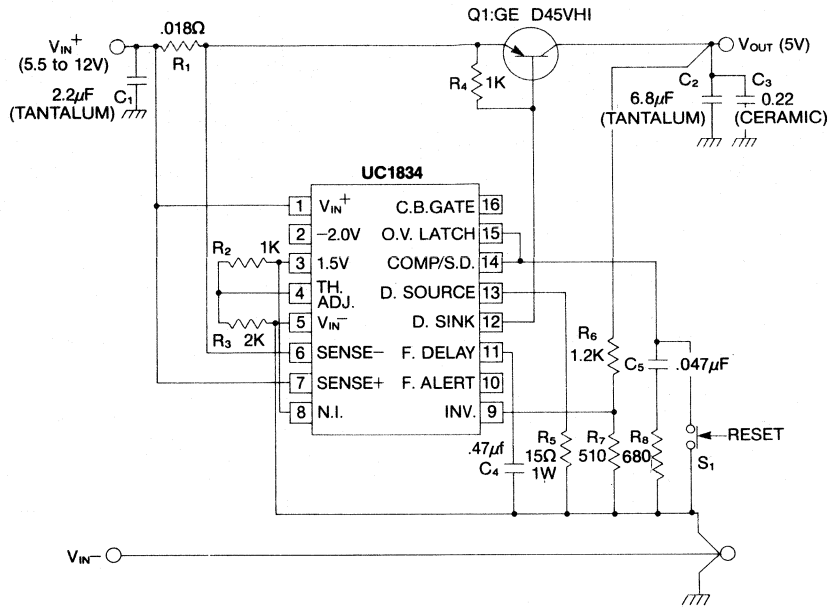 Q1:GE D45VHI
VIN+
(5.5 to 12V)
.018Ω
R1
C1
2.2µF
(TANTALUM)
R4
1K
VOUT (5V)
C2
C3
6.8µF
(TANTALUM)
0.22
(CERAMIC)
UC1834
1 VIN+ C.B.GATE 16
2 −2.0V O.V. LATCH 15
3 1.5V COMP/S.D. 14
4 TH. ADJ. D. SOURCE 13
5 VIN− D. SINK 12
6 SENSE− F. DELAY 11
7 SENSE+ F. ALERT 10
8 N.I. INV. 9
R2 1K
R3 2K
R6
1.2K
C5 .047µF
.47µf
C4
R5
15Ω
1W
R7
510
R8
680
RESET
S1
VIN−